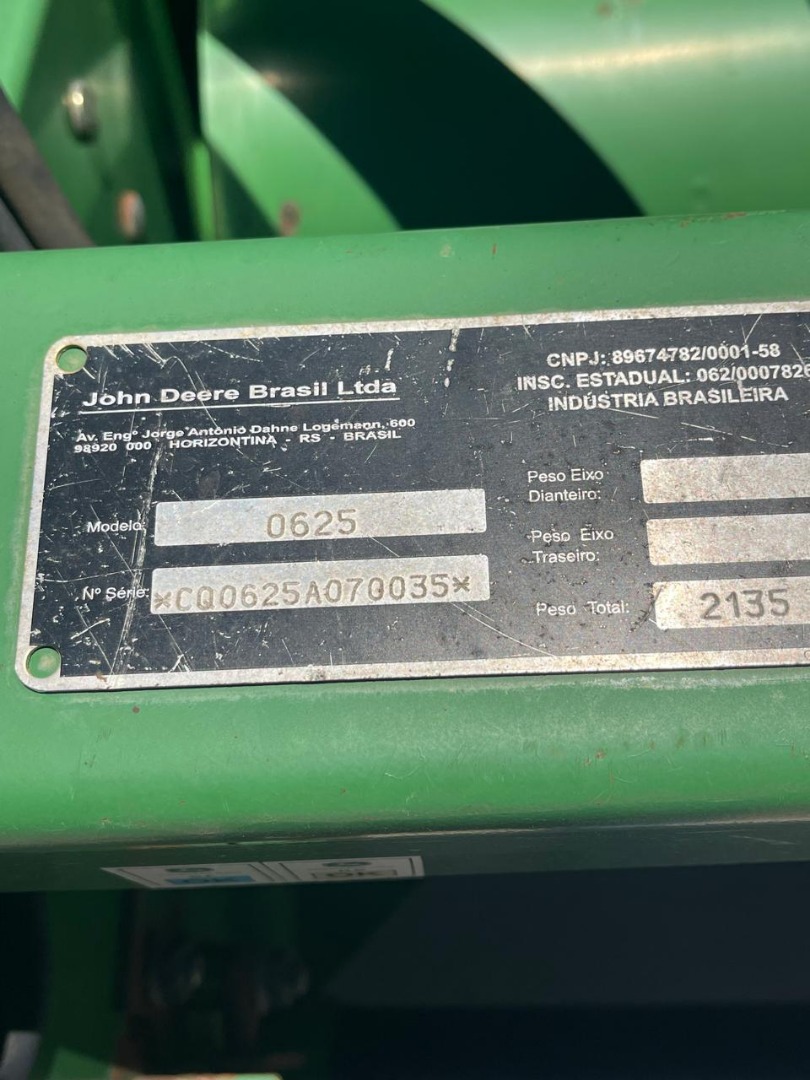 John Deere Brasil Ltda
Av. Engº Jorge Antônio Dahne Logemann, 600
98920 000 - HORIZONTINA - RS - BRASIL
CNPJ: 89674782/0001-58
INSC. ESTADUAL: 062/0007826
INDÚSTRIA BRASILEIRA
Modelo: 0625
Nº Série: *CQ0625A070035*
Peso Eixo
Dianteiro:
Peso Eixo
Traseiro:
Peso Total: 2135
OK